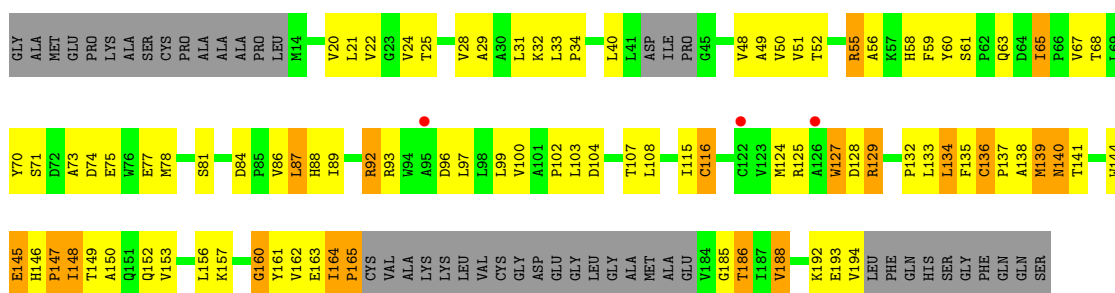 GLY ALA MET GLU PRO LYS ALA SER CYS PRO ALA ALA ALA PRO LEU M14 V20 L21 V22 G23 V24 T25 V28 A29 A30 L31 K32 L33 P34 L40 L41 ASP ILE PRO G45 V48 A49 V50 V51 T52 R55 A56 K57 H58 F59 Y60 S61 P62 Q63 D64 I65 P66 V67 T68 L69
Y70 S71 D72 A73 D74 E75 W76 E77 M78 S81 D84 P85 V86 L87 H88 I89 R92 R93 W94 A95 D96 L97 L98 L99 V100 A101 P102 L103 D104 T107 L108 I115 C116 C122 V123 M124 R125 A126 W127 D128 R129 P132 L133 L134 F135 C136 P137 A138 M139 N140 T141 W144
E145 H146 P147 I148 T149 A150 Q151 Q152 V153 L156 K157 G160 Y161 V162 E163 I164 P165 CYS VAL ALA LYS LYS LEU VAL CYS GLY ASP GLU GLY LEU GLY ALA MET ALA GLU V184 G185 T186 I187 V188 K192 E193 V194 LEU PHE GLN HIS SER GLY PHE GLN GLN SER